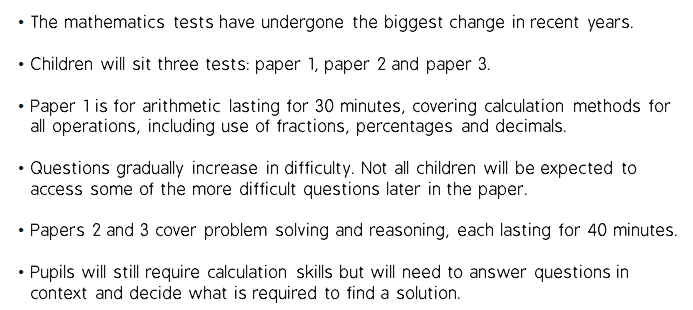 • The mathematics tests have undergone the biggest change in recent years.
• Children will sit three tests: paper 1, paper 2 and paper 3.
• Paper 1 is for arithmetic lasting for 30 minutes, covering calculation methods for
all operations, including use of fractions, percentages and decimals.
• Questions gradually increase in difficulty. Not all children will be expected to
access some of the more difficult questions later in the paper.
• Papers 2 and 3 cover problem solving and reasoning, each lasting for 40 minutes.
• Pupils will still require calculation skills but will need to answer questions in
context and decide what is required to find a solution.